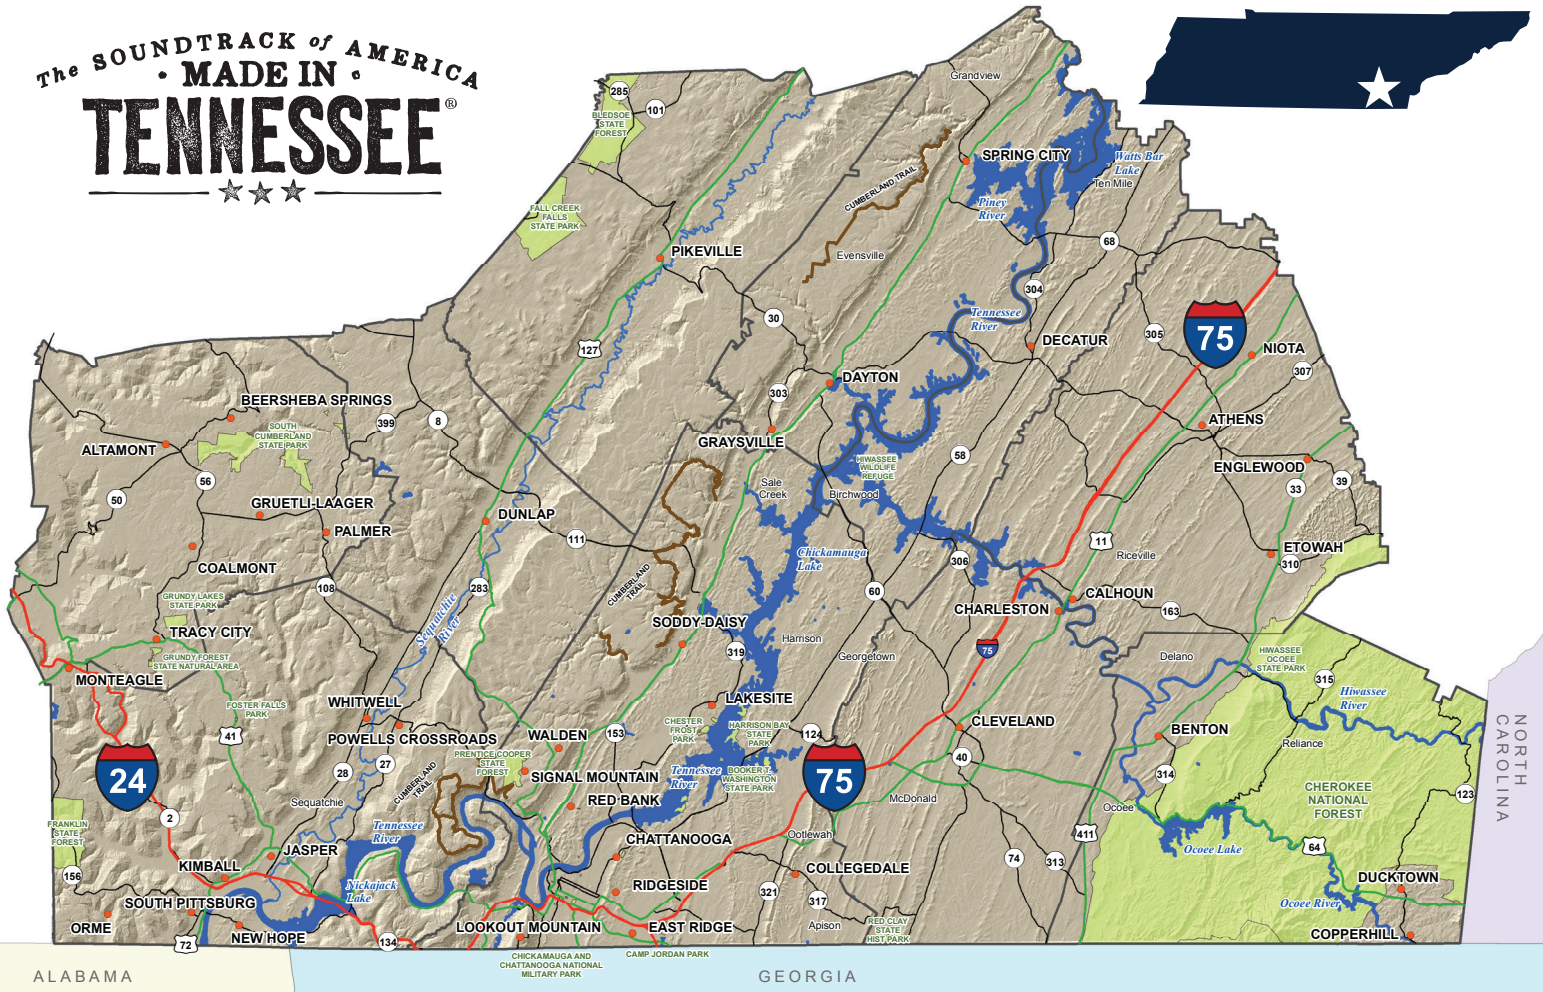 The SOUNDTRACK of AMERICA
MADE IN
TENNESSEE®
285
101
BLEDSOE
STATE
FOREST
Grandview
SPRING CITY
Watts Bar
Lake
Ten Mile
CUMBERLAND TRAIL
Piney
River
FALL CREEK
FALLS
STATE PARK
PIKEVILLE
Evensville
68
304
30
Tennessee
River
DECATUR
305
75
NIOTA
307
127
DAYTON
303
BEERSHEBA SPRINGS
SOUTH
CUMBERLAND
STATE PARK
399
8
ALTAMONT
56
50
GRAYSVILLE
ATHENS
58
HIWASSEE
WILDLIFE
REFUGE
ENGLEWOOD
33
39
Sale
Creek
Birchwood
GRUETLI-LAAGER
PALMER
DUNLAP
111
COALMONT
Chickamauga
Lake
306
11
Riceville
ETOWAH
310
108
283
CUMBERLAND
TRAIL
60
CALHOUN
CHARLESTON
163
GRUNDY LAKES
STATE PARK
TRACY CITY
Sequatchie
River
SODDY-DAISY
Harrison
319
75
Georgetown
Delano
HIWASSEE
OCOEE
STATE PARK
315
Hiwassee
River
GRUNDY FOREST
STATE NATURAL AREA
MONTEAGLE
WHITWELL
LAKESITE
FOSTER FALLS
PARK
41
POWELLS CROSSROADS
WALDEN
153
CHESTER
FROST
PARK
HARRISON BAY
STATE
PARK
124
CLEVELAND
BENTON
Reliance
NORTH
CAROLINA
24
28
27
PRENTICE COOPER
STATE
FOREST
CUMBERLAND
TRAIL
SIGNAL MOUNTAIN
Tennessee
River
BOOKER T.
WASHINGTON
STATE PARK
75
40
314
123
Sequatchie
RED BANK
McDonald
Ocoee
CHEROKEE
NATIONAL
FOREST
2
FRANKLIN
STATE
FOREST
Tennessee
River
CHATTANOOGA
Ootlewah
411
Ocoee Lake
64
JASPER
KIMBALL
156
Nickajack
Lake
RIDGESIDE
COLLEGEDALE
74
313
DUCKTOWN
SOUTH PITTSBURG
321
317
Ocoee River
ORME
72
NEW HOPE
134
LOOKOUT MOUNTAIN
EAST RIDGE
Apison
RED CLAY
STATE
HIST PARK
COPPERHILL
CHICKAMAUGA AND
CHATTANOOGA NATIONAL
MILITARY PARK
CAMP JORDAN PARK
ALABAMA
GEORGIA